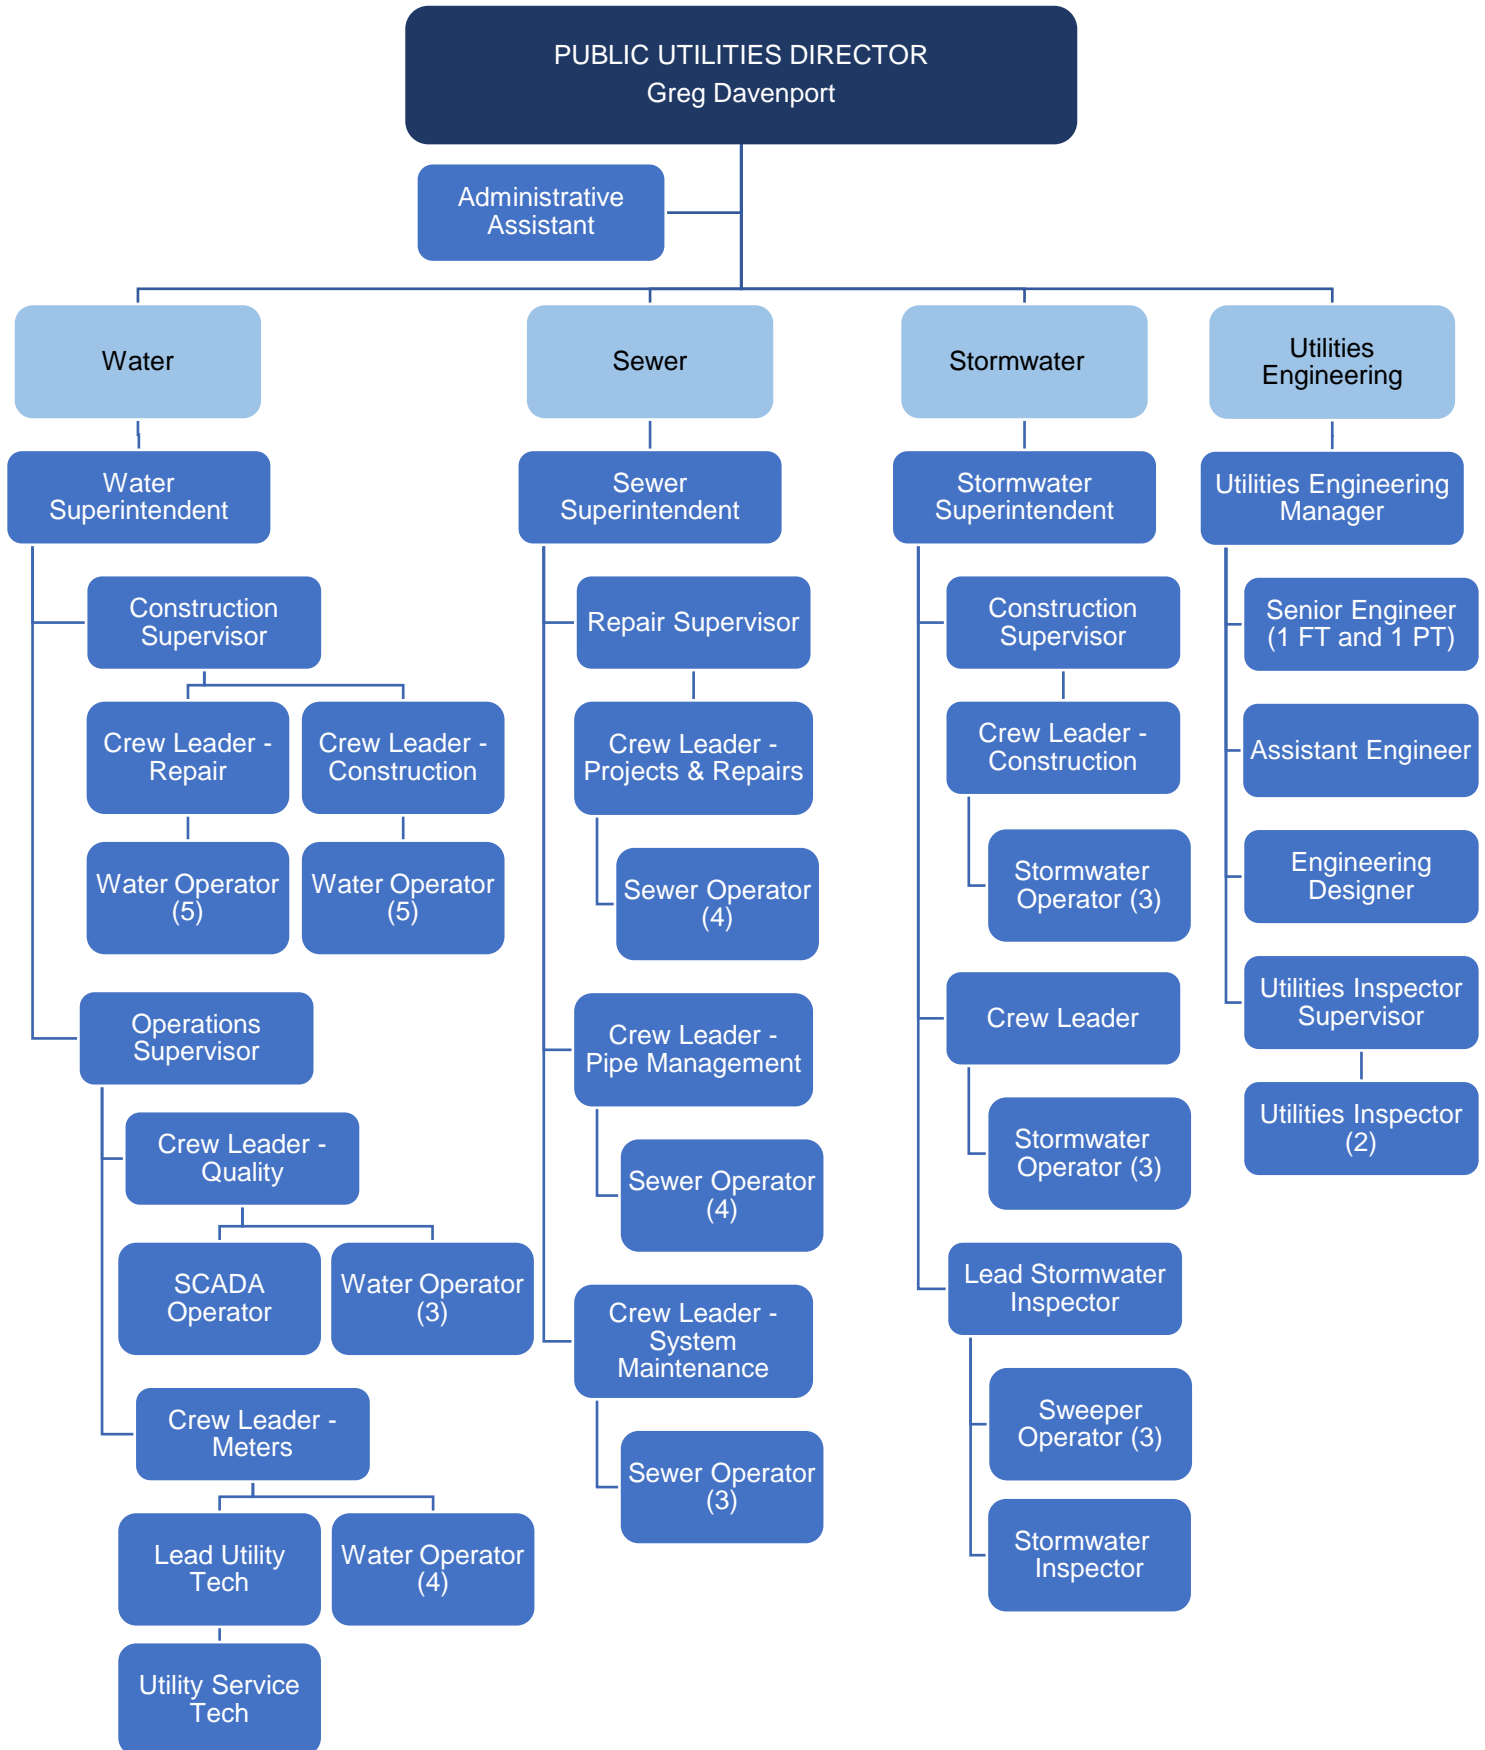 PUBLIC UTILITIES DIRECTOR
Greg Davenport
Administrative
Assistant
Water
Water
Superintendent
Construction
Supervisor
Crew Leader -
Repair
Water Operator
(5)
Crew Leader -
Construction
Water Operator
(5)
Operations
Supervisor
Crew Leader -
Quality
SCADA
Operator
Water Operator
(3)
Crew Leader -
Meters
Lead Utility
Tech
Utility Service
Tech
Water Operator
(4)
Sewer
Sewer
Superintendent
Repair Supervisor
Crew Leader -
Projects & Repairs
Sewer Operator
(4)
Crew Leader -
Pipe Management
Sewer Operator
(4)
Crew Leader -
System
Maintenance
Sewer Operator
(3)
Stormwater
Stormwater
Superintendent
Construction
Supervisor
Crew Leader -
Construction
Stormwater
Operator (3)
Crew Leader
Stormwater
Operator (3)
Lead Stormwater
Inspector
Sweeper
Operator (3)
Stormwater
Inspector
Utilities
Engineering
Utilities Engineering
Manager
Senior Engineer
(1 FT and 1 PT)
Assistant Engineer
Engineering
Designer
Utilities Inspector
Supervisor
Utilities Inspector
(2)